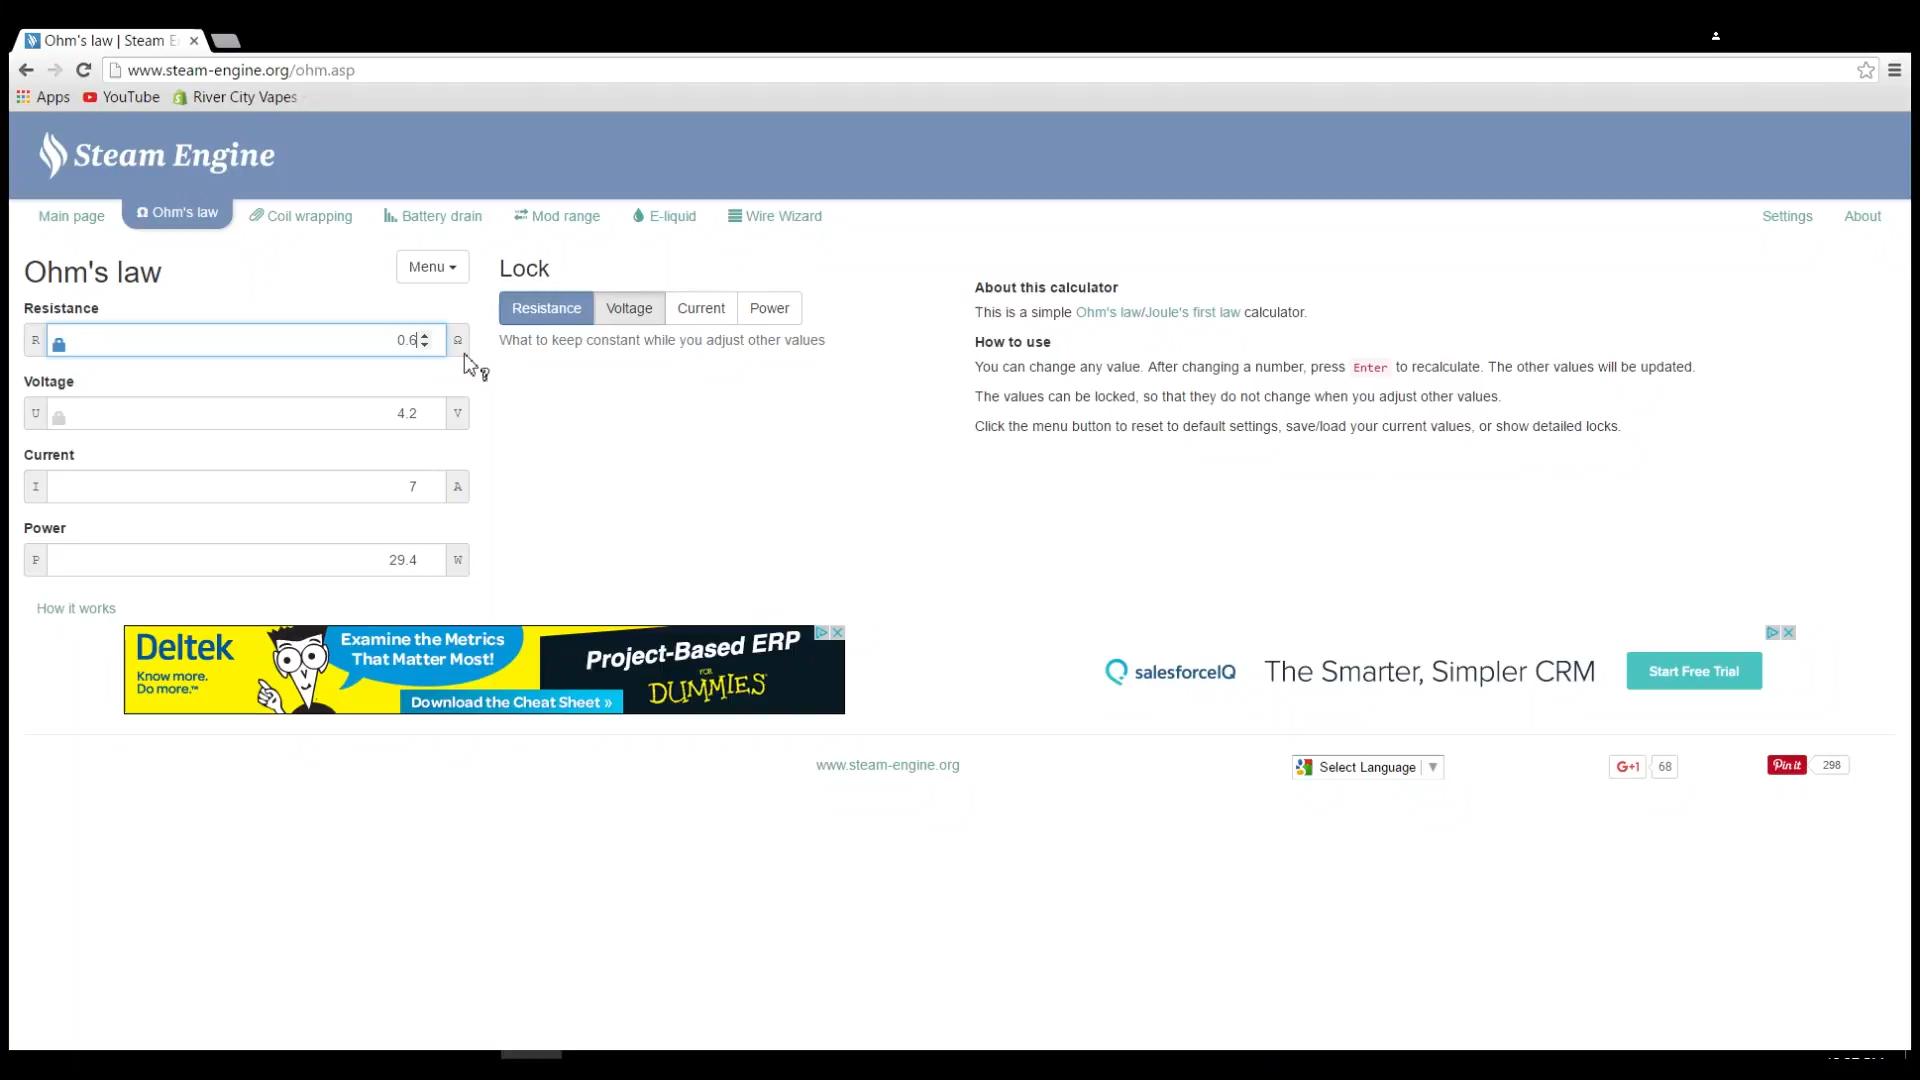 Ohm's law | Steam E
www.steam-engine.org/ohm.asp
Apps YouTube River City Vapes
Steam Engine
Main page Ω Ohm's law Coil wrapping Battery drain Mod range E-liquid Wire Wizard Settings About
Ohm's law Menu
Resistance
R 0.6 Ω
Voltage
U 4.2 V
Current
I 7 A
Power
P 29.4 W
How it works
Lock
Resistance Voltage Current Power
What to keep constant while you adjust other values
About this calculator
This is a simple Ohm's law/Joule's first law calculator.
How to use
You can change any value. After changing a number, press Enter to recalculate. The other values will be updated.
The values can be locked, so that they do not change when you adjust other values.
Click the menu button to reset to default settings, save/load your current values, or show detailed locks.
Deltek
Know more.
Do more.™
Examine the Metrics
That Matter Most!
Download the Cheat Sheet »
Project-Based ERP
FOR
DUMMIES
salesforceIQ The Smarter, Simpler CRM Start Free Trial
www.steam-engine.org Select Language G+1 68 Pin it 298